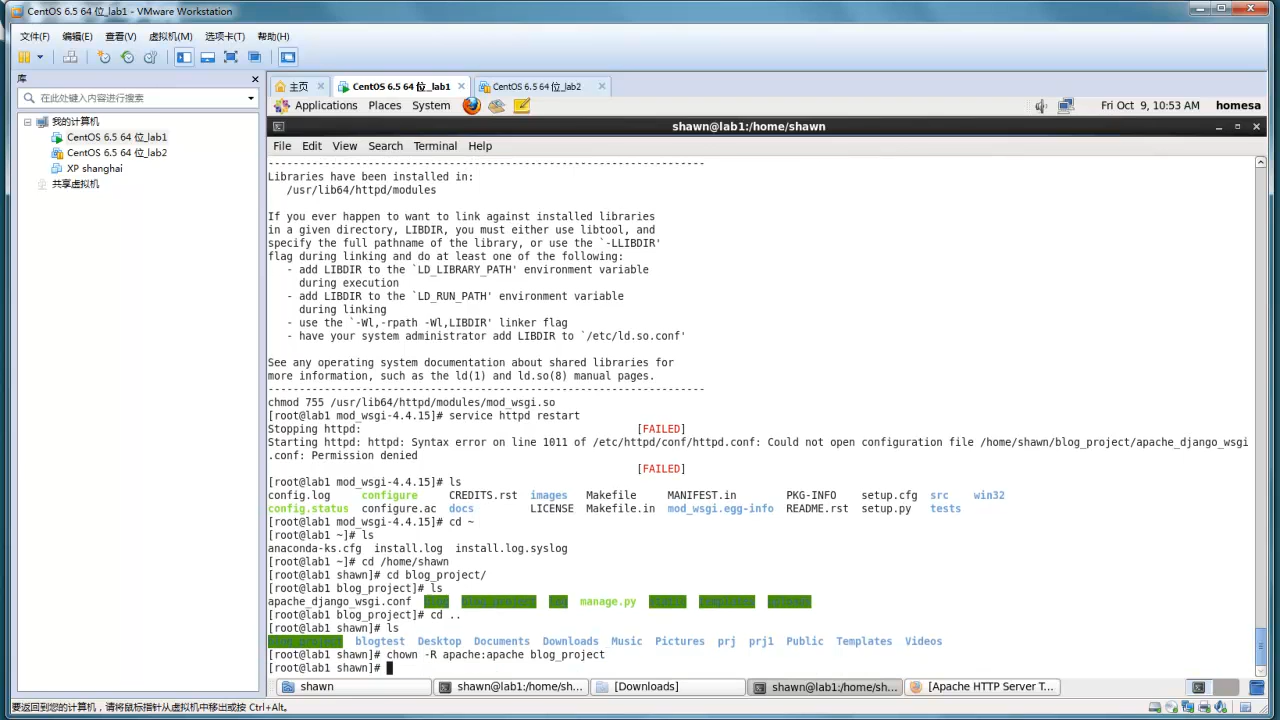 CentOS 6.5 64 位_lab1 - VMware Workstation
文件(F) 编辑(E) 查看(V) 虚拟机(M) 选项卡(T) 帮助(H)
库
在此处键入内容进行搜索
我的计算机
CentOS 6.5 64 位_lab1
CentOS 6.5 64 位_lab2
XP shanghai
共享虚拟机
主页 CentOS 6.5 64 位_lab1 CentOS 6.5 64 位_lab2
Applications Places System Fri Oct 9, 10:53 AM homesa
shawn@lab1:/home/shawn
File Edit View Search Terminal Help
----------------------------------------------------------------------
Libraries have been installed in:
/usr/lib64/httpd/modules
If you ever happen to want to link against installed libraries
in a given directory, LIBDIR, you must either use libtool, and
specify the full pathname of the library, or use the `-LLIBDIR'
flag during linking and do at least one of the following:
- add LIBDIR to the `LD_LIBRARY_PATH' environment variable
during execution
- add LIBDIR to the `LD_RUN_PATH' environment variable
during linking
- use the `-Wl,-rpath -Wl,LIBDIR' linker flag
- have your system administrator add LIBDIR to `/etc/ld.so.conf'
See any operating system documentation about shared libraries for
more information, such as the ld(1) and ld.so(8) manual pages.
----------------------------------------------------------------------
chmod 755 /usr/lib64/httpd/modules/mod_wsgi.so
[root@lab1 mod_wsgi-4.4.15]# service httpd restart
Stopping httpd: [FAILED]
Starting httpd: httpd: Syntax error on line 1011 of /etc/httpd/conf/httpd.conf: Could not open configuration file /home/shawn/blog_project/apache_django_wsgi
.conf: Permission denied
[FAILED]
[root@lab1 mod_wsgi-4.4.15]# ls
config.log configure CREDITS.rst images Makefile MANIFEST.in PKG-INFO setup.cfg src win32
config.status configure.ac docs LICENSE Makefile.in mod_wsgi.egg-info README.rst setup.py tests
[root@lab1 mod_wsgi-4.4.15]# cd ~
[root@lab1 ~]# ls
anaconda-ks.cfg install.log install.log.syslog
[root@lab1 ~]# cd /home/shawn
[root@lab1 shawn]# cd blog_project/
[root@lab1 blog_project]# ls
apache_django_wsgi.conf manage.py
[root@lab1 blog_project]# cd ..
[root@lab1 shawn]# ls
blog_project blogtest Desktop Documents Downloads Music Pictures prj prj1 Public Templates Videos
[root@lab1 shawn]# chown -R apache:apache blog_project
[root@lab1 shawn]#
shawn shawn@lab1:/home/sh... [Downloads] shawn@lab1:/home/sh... [Apache HTTP Server T...
要返回到您的计算机，请将鼠标指针从虚拟机中移出或按 Ctrl+Alt。